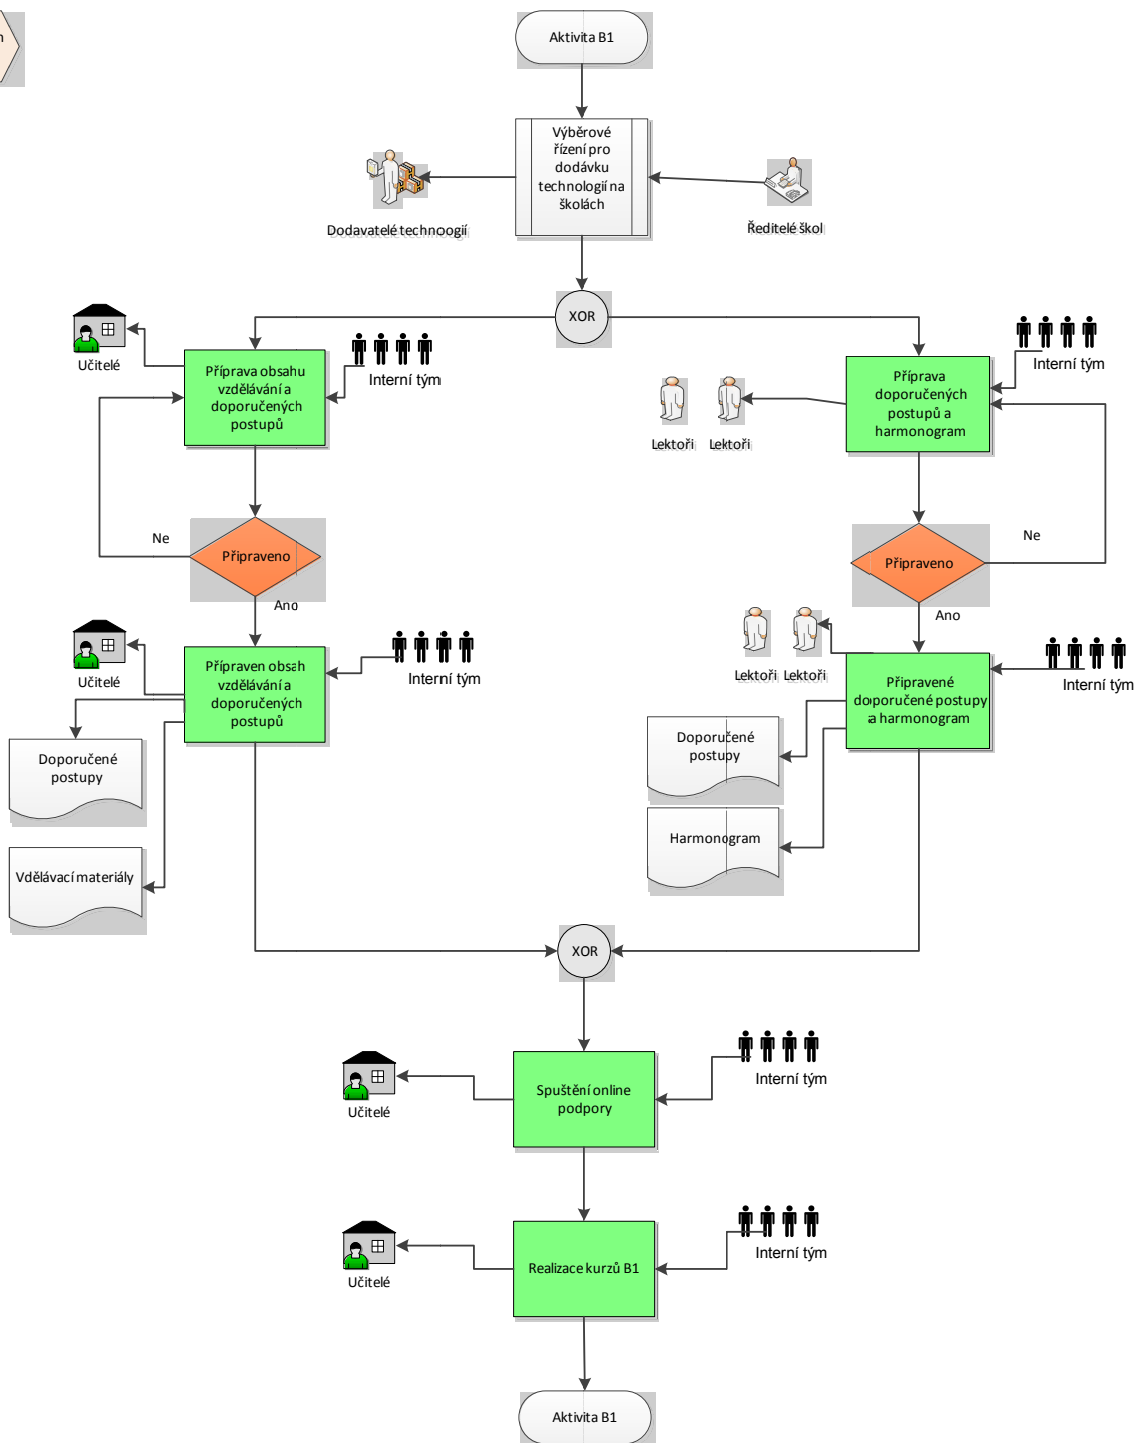 Aktivita B1
Výběrové
řízení pro
dodávku
technologií na
školách
Dodavatelé techноogií
Ředitelé škol
XOR
Učitelé
Interní tým
Příprava obsahu
vzdělávání a
doporučených
postupů
Interní tým
Příprava
doporučených
postupů a
harmonogram
Lektoři
Lektoři
Ne
Připraveno
Ano
Ne
Připraveno
Ano
Učitelé
Interní tým
Přípraven obsah
vzdělávání a
doporučených
postupů
Lektoři
Lektoři
Interní tým
Připravené
doporučené postupy
a harmonogram
Doporučené
postupy
Vdělávací materiály
Doporučené
postupy
Harmonogram
XOR
Učitelé
Interní tým
Spuštění online
podpory
Učitelé
Interní tým
Realizace kurzů B1
Aktivita B1